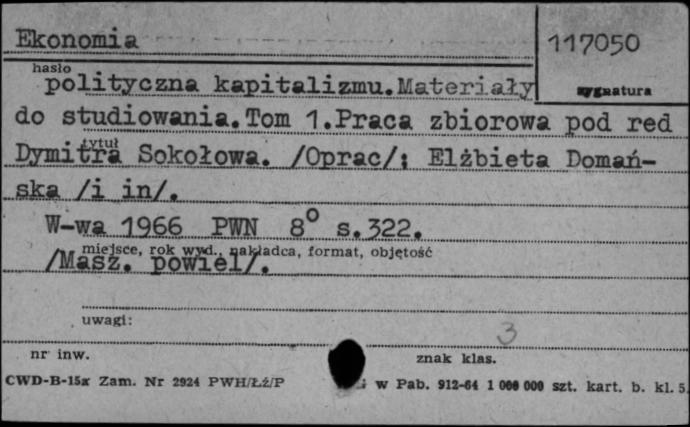 Ekonomia
117050
hasło
sygnatura
polityczna kapitalizmu.Materiały
do studiowania.Tom 1.Praca zbiorowa pod red
tytuł
Dymitra Sokołowa. /Oprac/: Elżbieta Domań-
ska /i in/.
W-wa 1966 PWN 8° s.322.
miejsce, rok wyd., nakładca, format, objętość
/Masz. powiel/.
uwagi:
3
nr inw.
znak klas.
CWD-B-15x Zam. Nr 2924 PWH/Łź/P
w Pab. 912-64 1 000 000 szt. kart. b. kl. 5